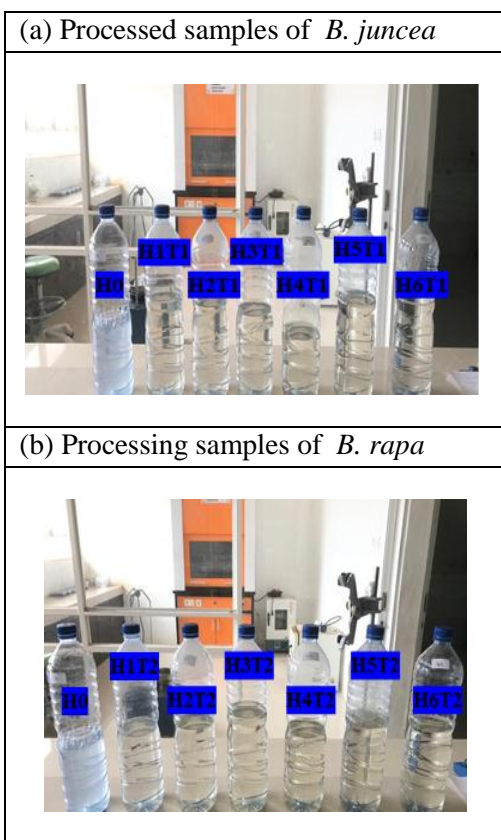 (a) Processed samples of B. juncea
H0 H1T1 H2T1 H3T1 H4T1 H5T1 H6T1
(b) Processing samples of B. rapa
H0 H1T2 H2T2 H3T2 H4T2 H5T2 H6T2